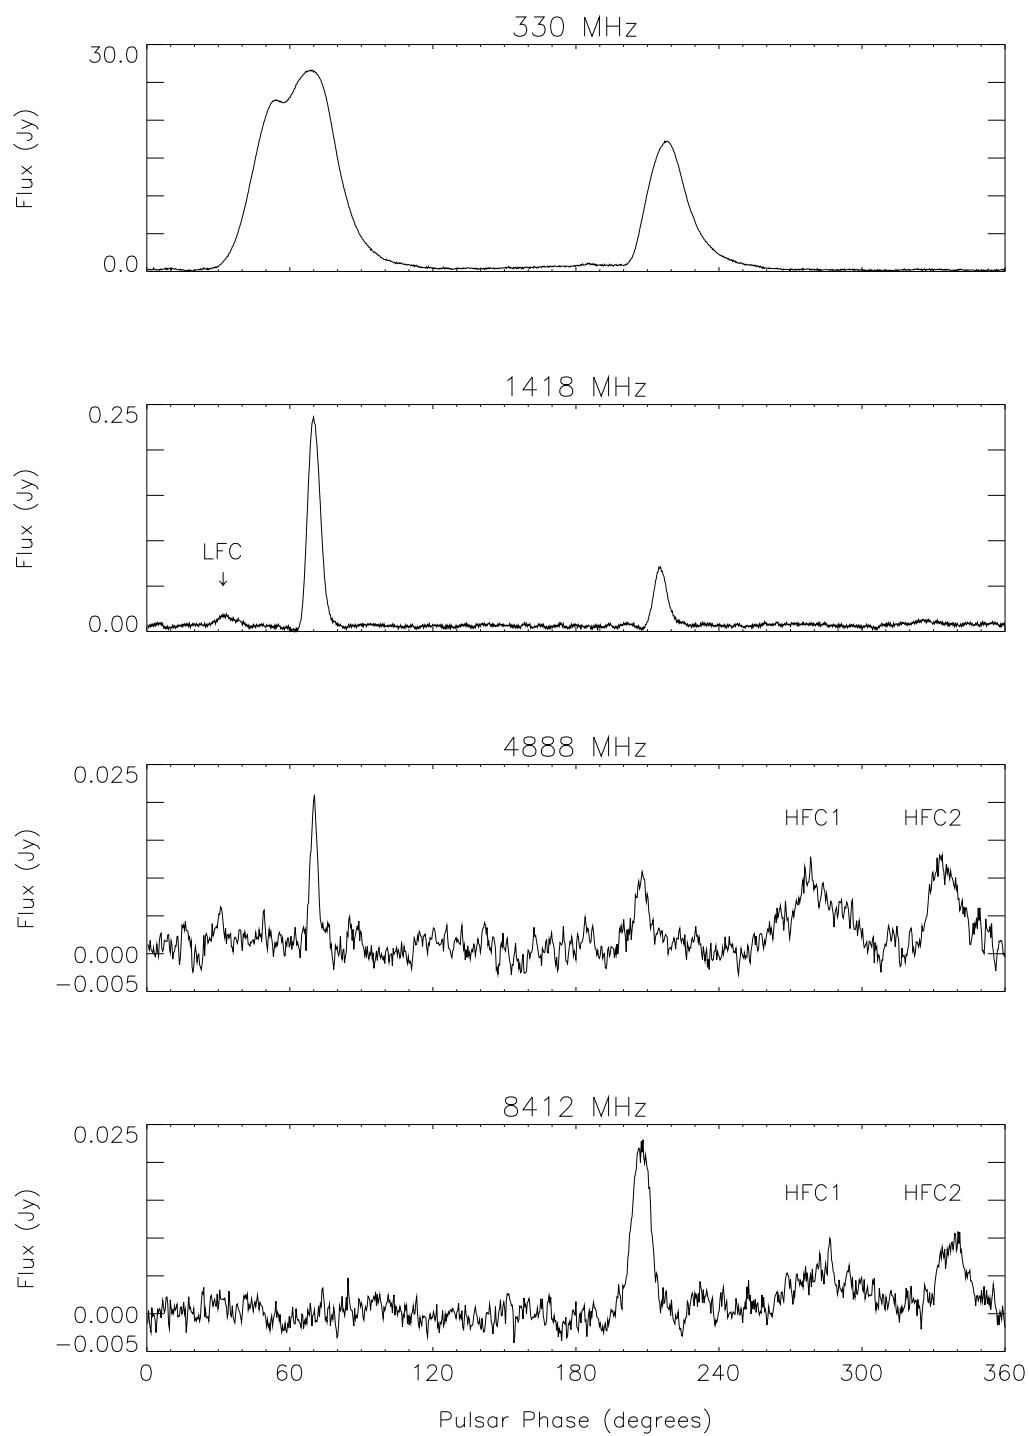 330 MHz
30.0
Flux (Jy)
0.0
1418 MHz
0.25
Flux (Jy)
LFC
↓
0.00
4888 MHz
0.025
HFC1 HFC2
Flux (Jy)
0.000
−0.005
8412 MHz
0.025
HFC1 HFC2
Flux (Jy)
0.000
−0.005
0 60 120 180 240 300 360
Pulsar Phase (degrees)